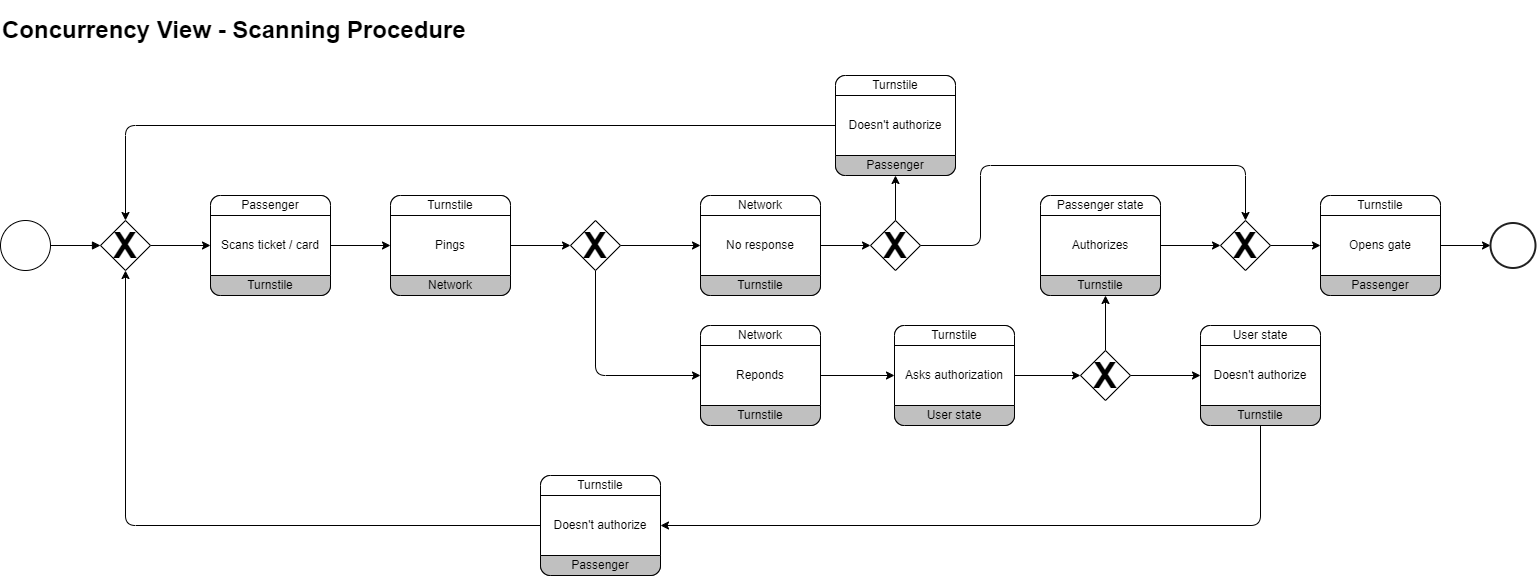 Concurrency View - Scanning Procedure
Turnstile
Doesn't authorize
Passenger
X
Passenger
Scans ticket / card
Turnstile
Turnstile
Pings
Network
X
Network
No response
Turnstile
X
Passenger state
Authorizes
Turnstile
X
Turnstile
Opens gate
Passenger
Network
Reponds
Turnstile
Turnstile
Asks authorization
User state
X
User state
Doesn't authorize
Turnstile
Turnstile
Doesn't authorize
Passenger